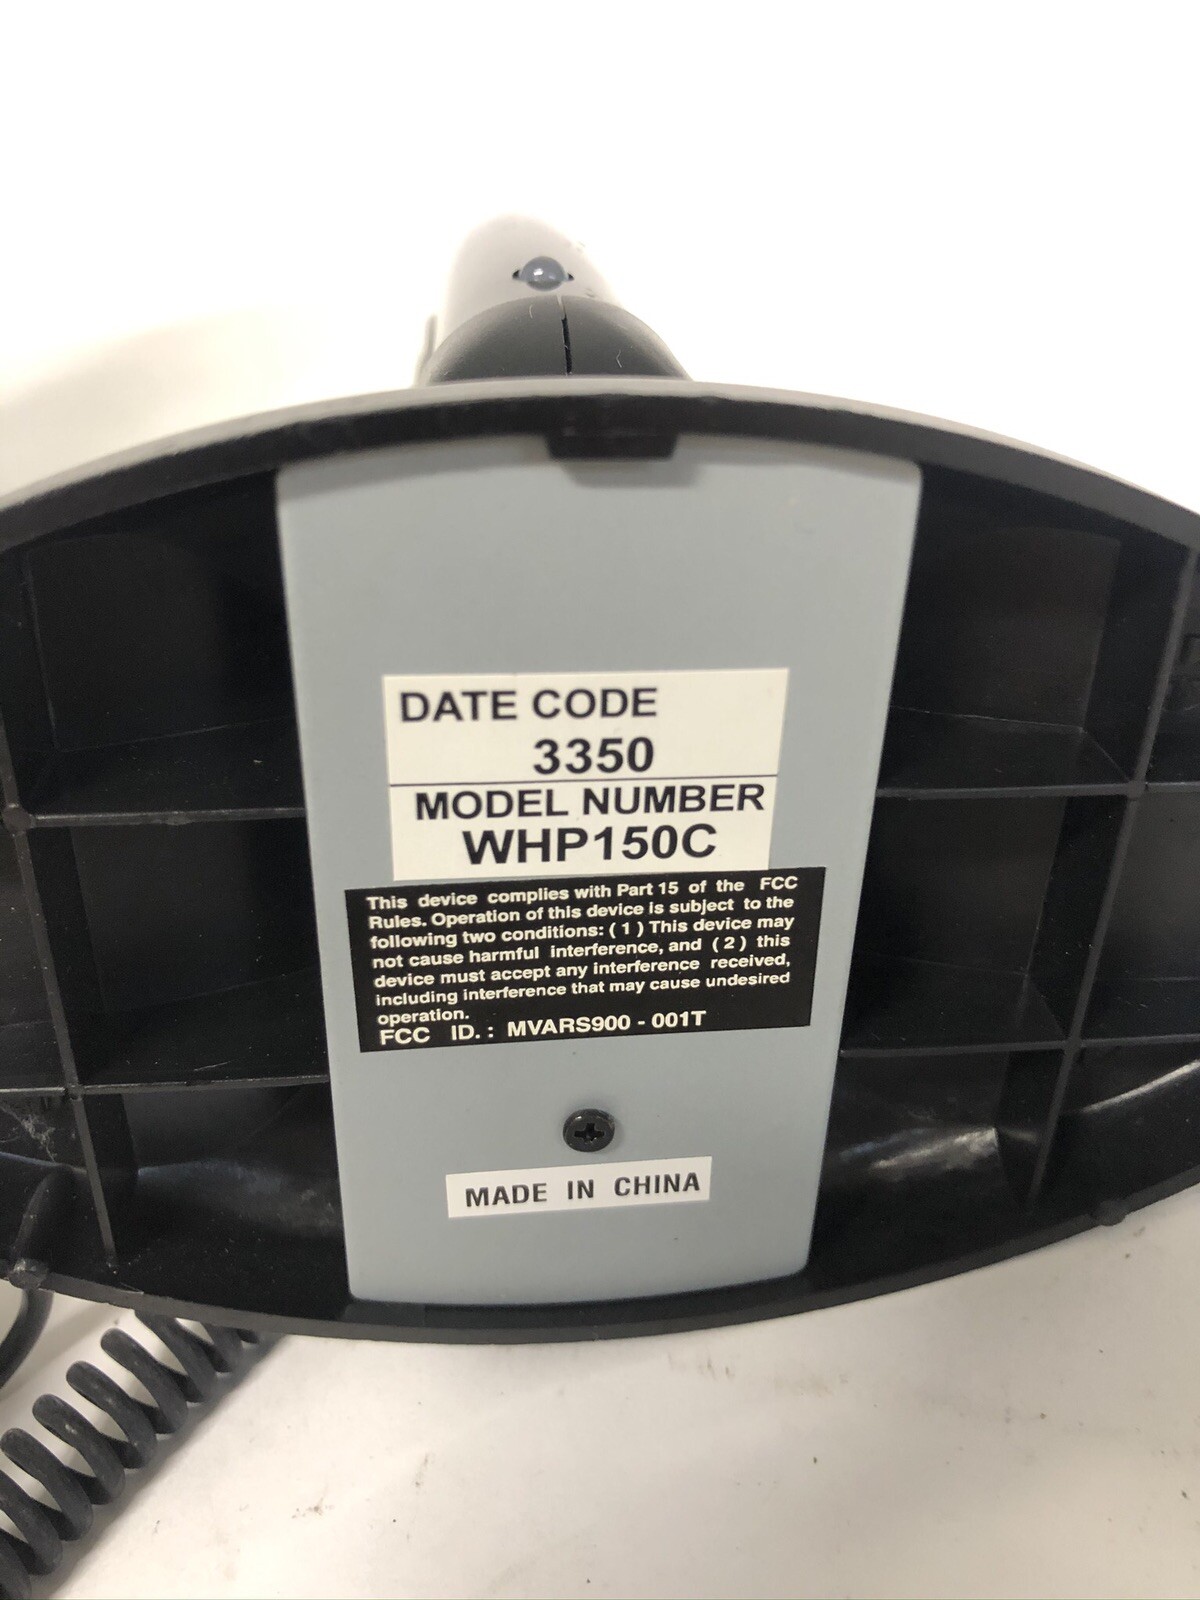 DATE CODE
3350
MODEL NUMBER
WHP150C
This device complies with Part 15 of the FCC
Rules. Operation of this device is subject to the
following two conditions: ( 1 ) This device may
not cause harmful interference, and ( 2 ) this
device must accept any interference received,
including interference that may cause undesired
operation.
FCC ID. : MVARS900 - 001T
MADE IN CHINA